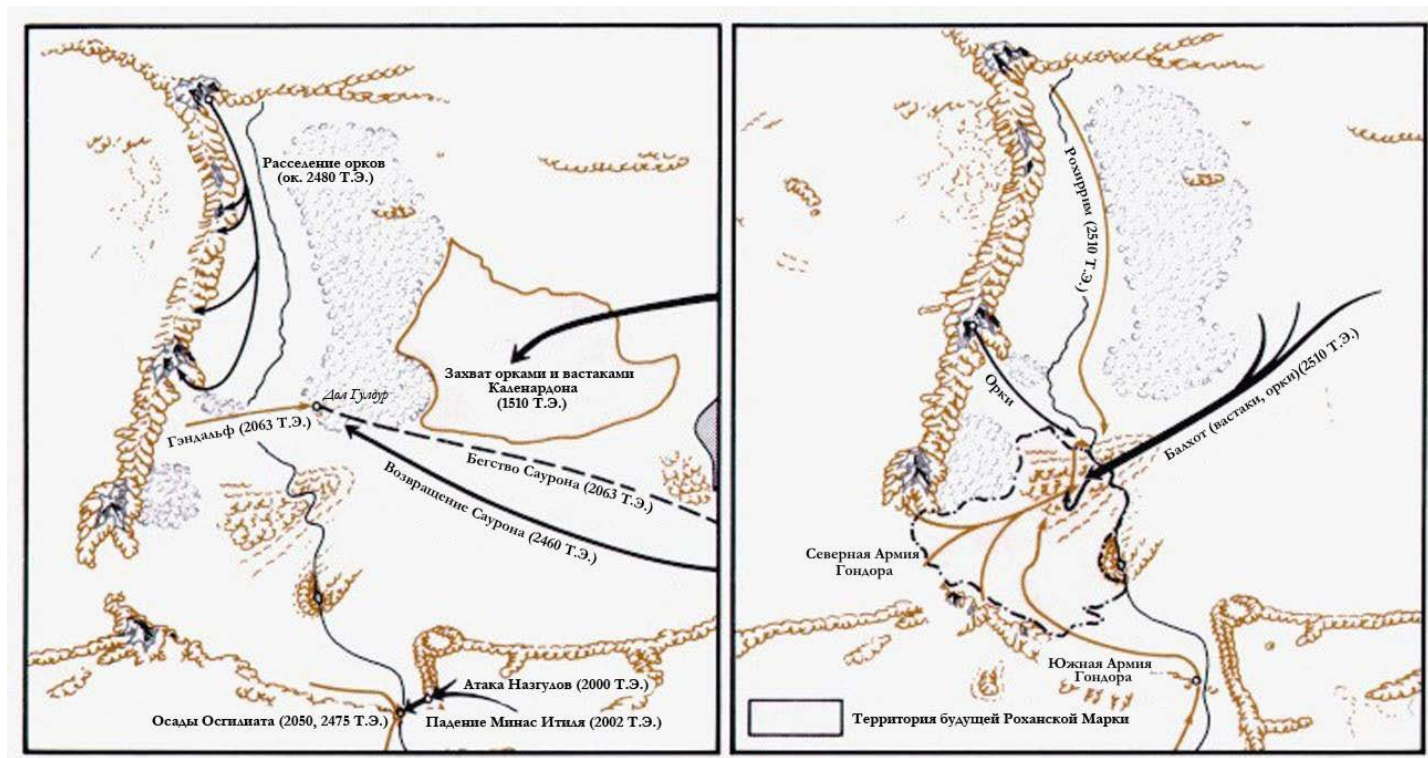 Расселение орков
(ок. 2480 Т.Э.)
Захват орками и вастаками
Каленардона
(1510 Т.Э.)
Дол Гулдур
Гэндальф (2063 Т.Э.)
Бегство Саурона (2063 Т.Э.)
Возвращение Саурона (2460 Т.Э.)
Атака Назгулов (2000 Т.Э.)
Осады Осгилиата (2050, 2475 Т.Э.)
Падение Минас Итиля (2002 Т.Э.)
Рохиррим (2510 Т.Э.)
Орки
Балхот (вастаки, орки)(2510 Т.Э.)
Северная Армия
Гондора
Южная Армия
Гондора
Территория будущей Роханской Марки